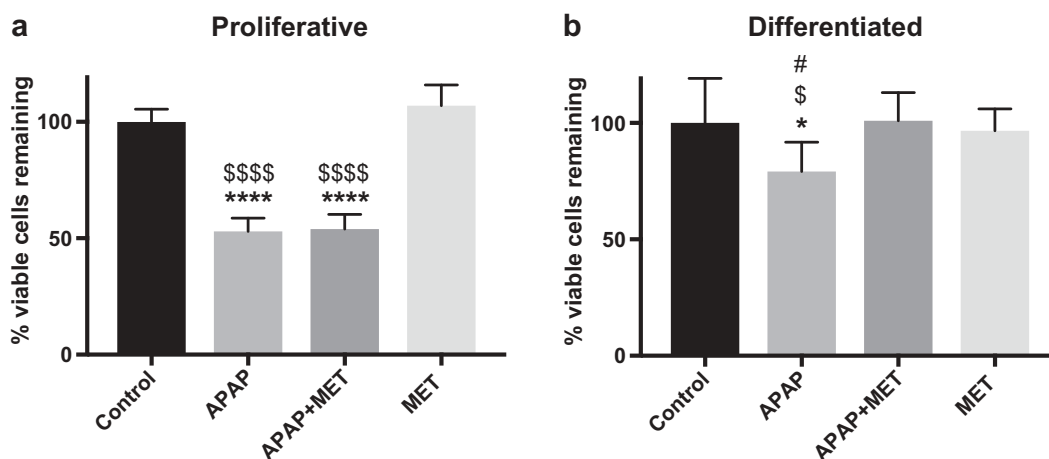 a
Proliferative
% viable cells remaining
100
50
0
$$$$
****
$$$$
****
Control
APAP
APAP+MET
MET
b
Differentiated
% viable cells remaining
100
50
0
#
$
*
Control
APAP
APAP+MET
MET